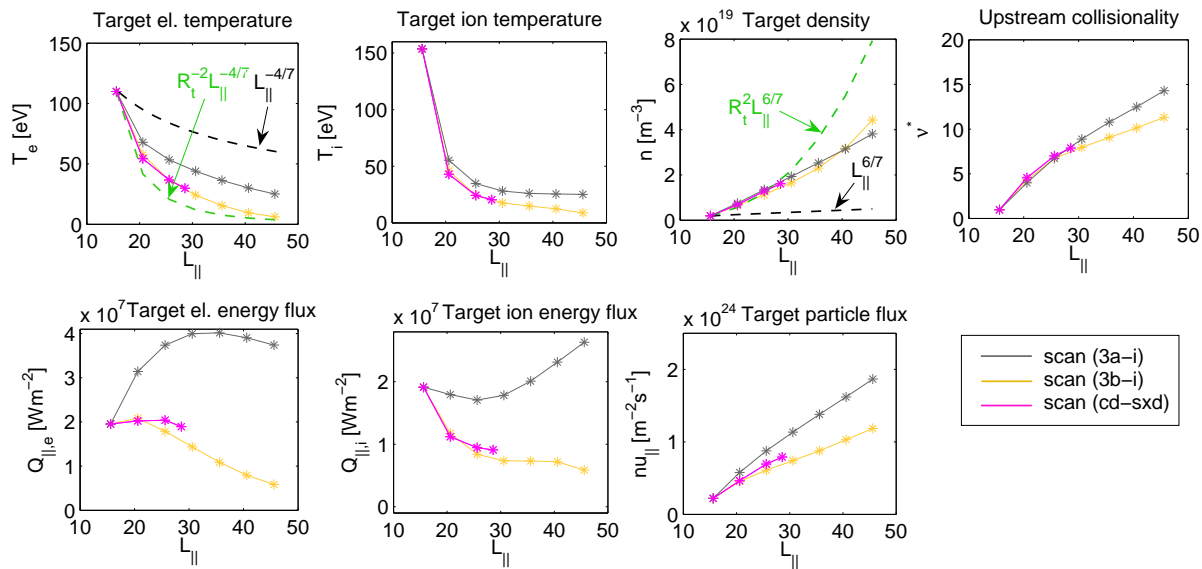 Target el. temperature
T_e [eV]
150
100
50
0
10 20 30 40 50
L_||
R_t^-2 L_||^-4/7
L_||^-4/7
Target ion temperature
T_i [eV]
150
100
50
0
10 20 30 40 50
L_||
x 10^19 Target density
n [m^-3]
8
6
4
2
0
10 20 30 40 50
L_||
R_t^2 L_||^6/7
L_||^6/7
Upstream collisionality
ν^*
20
15
10
5
0
10 20 30 40 50
L_||
x 10^7 Target el. energy flux
Q_||,e [Wm^-2]
4
3
2
1
0
10 20 30 40 50
L_||
x 10^7 Target ion energy flux
Q_||,i [Wm^-2]
2
1
0
10 20 30 40 50
L_||
x 10^24 Target particle flux
nu_|| [m^-2 s^-1]
2
1
0
10 20 30 40 50
L_||
scan (3a-i)
scan (3b-i)
scan (cd-sxd)